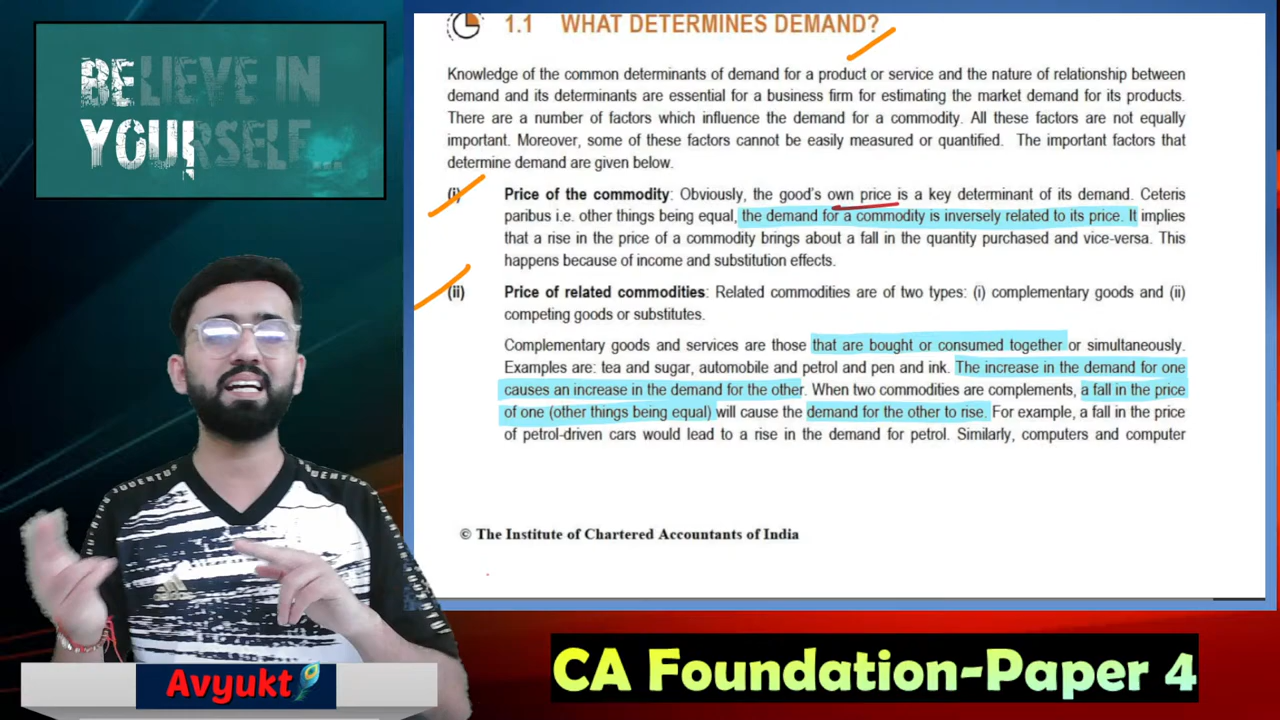 BELIEVE IN
YOURSELF...
1.1 WHAT DETERMINES DEMAND?
Knowledge of the common determinants of demand for a product or service and the nature of relationship between
demand and its determinants are essential for a business firm for estimating the market demand for its products.
There are a number of factors which influence the demand for a commodity. All these factors are not equally
important. Moreover, some of these factors cannot be easily measured or quantified. The important factors that
determine demand are given below.
(i) Price of the commodity: Obviously, the good's own price is a key determinant of its demand. Ceteris
paribus i.e. other things being equal, the demand for a commodity is inversely related to its price. It implies
that a rise in the price of a commodity brings about a fall in the quantity purchased and vice-versa. This
happens because of income and substitution effects.
(ii) Price of related commodities: Related commodities are of two types: (i) complementary goods and (ii)
competing goods or substitutes.
Complementary goods and services are those that are bought or consumed together or simultaneously.
Examples are: tea and sugar, automobile and petrol and pen and ink. The increase in the demand for one
causes an increase in the demand for the other. When two commodities are complements, a fall in the price
of one (other things being equal) will cause the demand for the other to rise. For example, a fall in the price
of petrol-driven cars would lead to a rise in the demand for petrol. Similarly, computers and computer
© The Institute of Chartered Accountants of India
Avyukt
CA Foundation-Paper 4